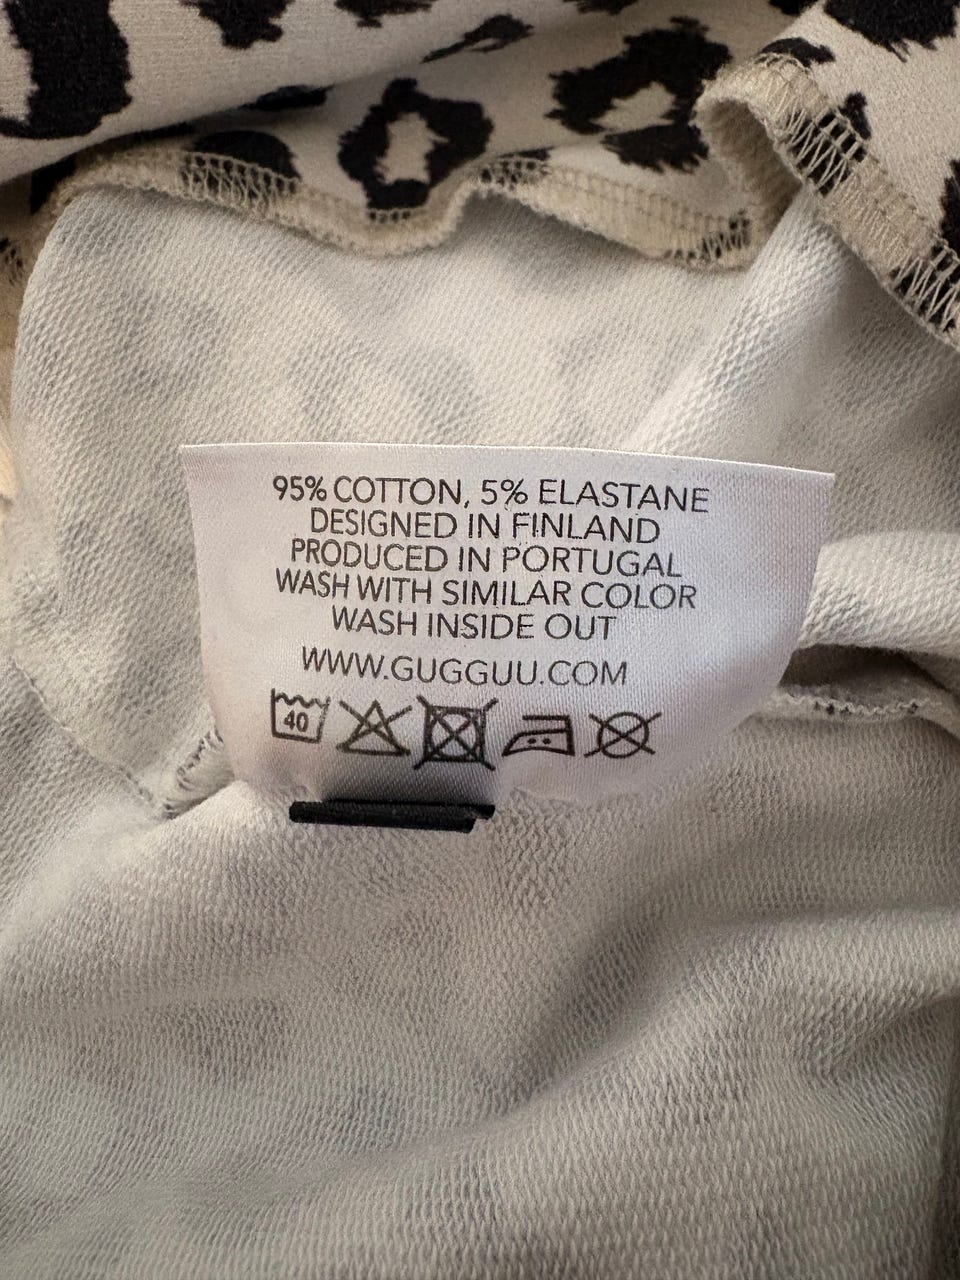 95% COTTON, 5% ELASTANE
DESIGNED IN FINLAND
PRODUCED IN PORTUGAL
WASH WITH SIMILAR COLOR
WASH INSIDE OUT
WWW.GUGGUU.COM
40